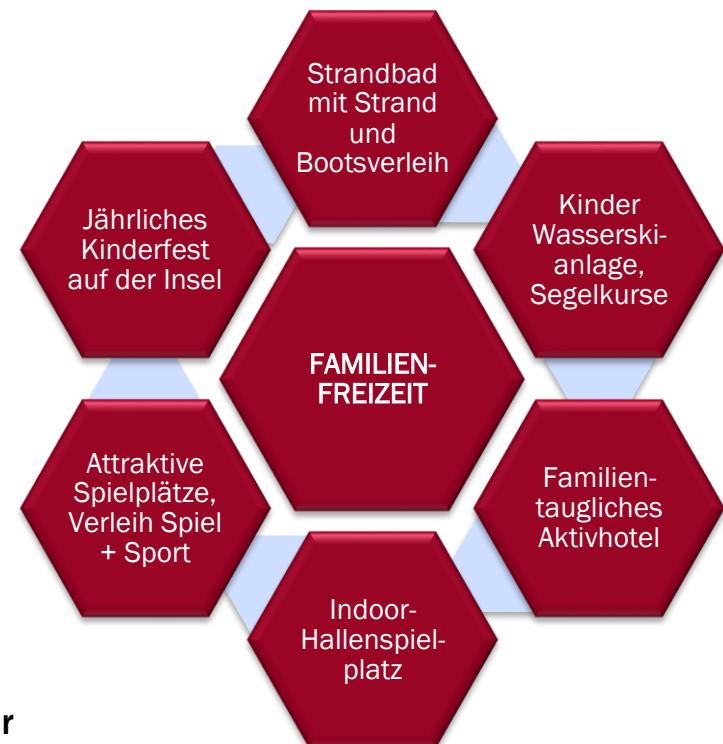 Strandbad
mit Strand
und
Bootsverleih
Kinder
Wasserski-
anlage,
Segelkurse
Familien-
taugliches
Aktivhotel
Indoor-
Hallenspiel-
platz
Attraktive
Spielplätze,
Verleih Spiel
+ Sport
Jährliches
Kinderfest
auf der Insel
FAMILIEN-
FREIZEIT
r